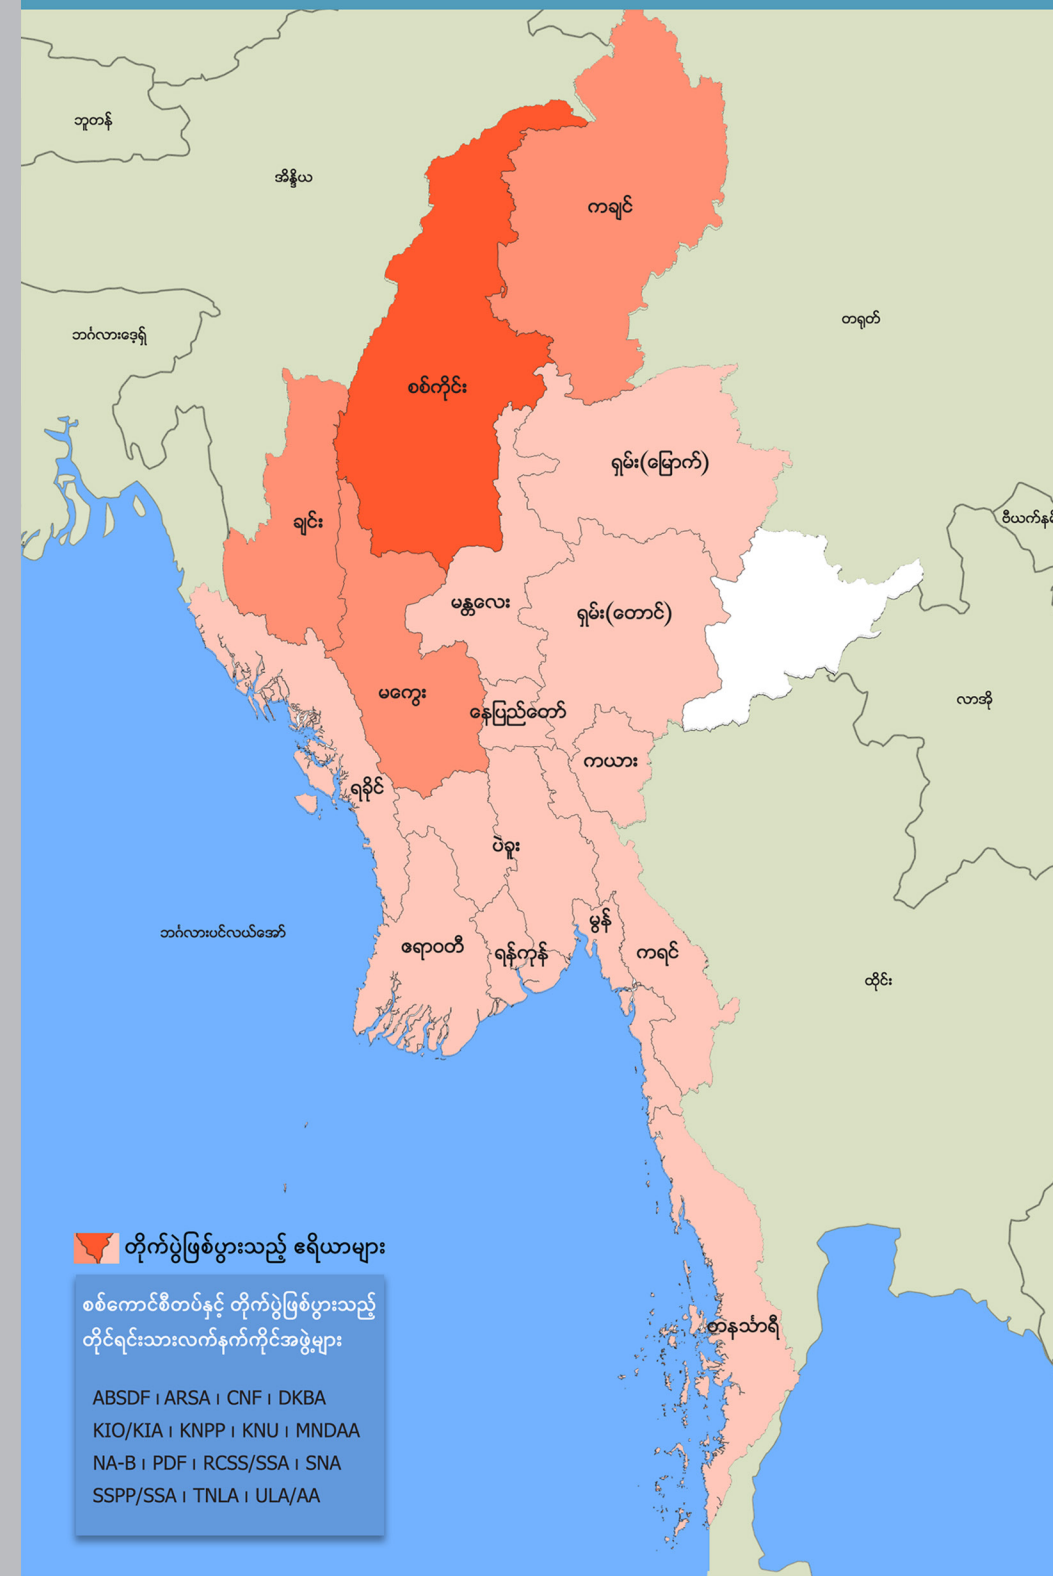 ဘူတန်
အိန္ဒိယ
ကချင်
တရုတ်
ဘင်္ဂလားဒေ့ရှ်
စစ်ကိုင်း
ရှမ်း(မြောက်)
ချင်း
ဗီယက်နမ်
မန္တလေး
ရှမ်း(တောင်)
မကွေး
နေပြည်တော်
လာအို
ကယား
ရခိုင်
ပဲခူး
မွန်
ဘင်္ဂလားပင်လယ်အော်
ဧရာဝတီ
ရန်ကုန်
ကရင်
ထိုင်း
တိုက်ပွဲဖြစ်ပွားသည့် ဧရိယာများ
စစ်ကောင်စီတပ်နှင့် တိုက်ပွဲဖြစ်ပွားသည့်
တိုင်ရင်းသားလက်နက်ကိုင်အဖွဲ့များ
တနင်္သာရီ
ABSDF ၊ ARSA ၊ CNF ၊ DKBA
KIO/KIA ၊ KNPP ၊ KNU ၊ MNDAA
NA-B ၊ PDF ၊ RCSS/SSA ၊ SNA
SSPP/SSA ၊ TNLA ၊ ULA/AA